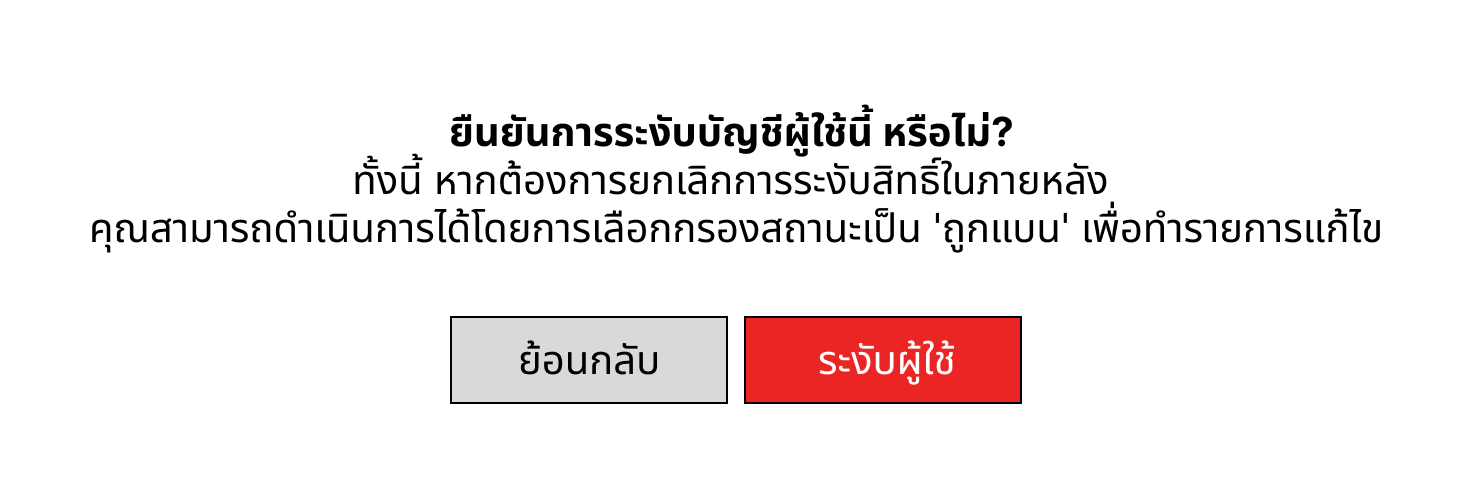 ยืนยันการระงับบัญชีผู้ใช้นี้ หรือไม่?
ทั้งนี้ หากต้องการยกเลิกการระงับสิทธิ์ในภายหลัง
คุณสามารถดำเนินการได้โดยการเลือกกรองสถานะเป็น 'ถูกแบน' เพื่อทำรายการแก้ไข
ย้อนกลับ
ระงับผู้ใช้